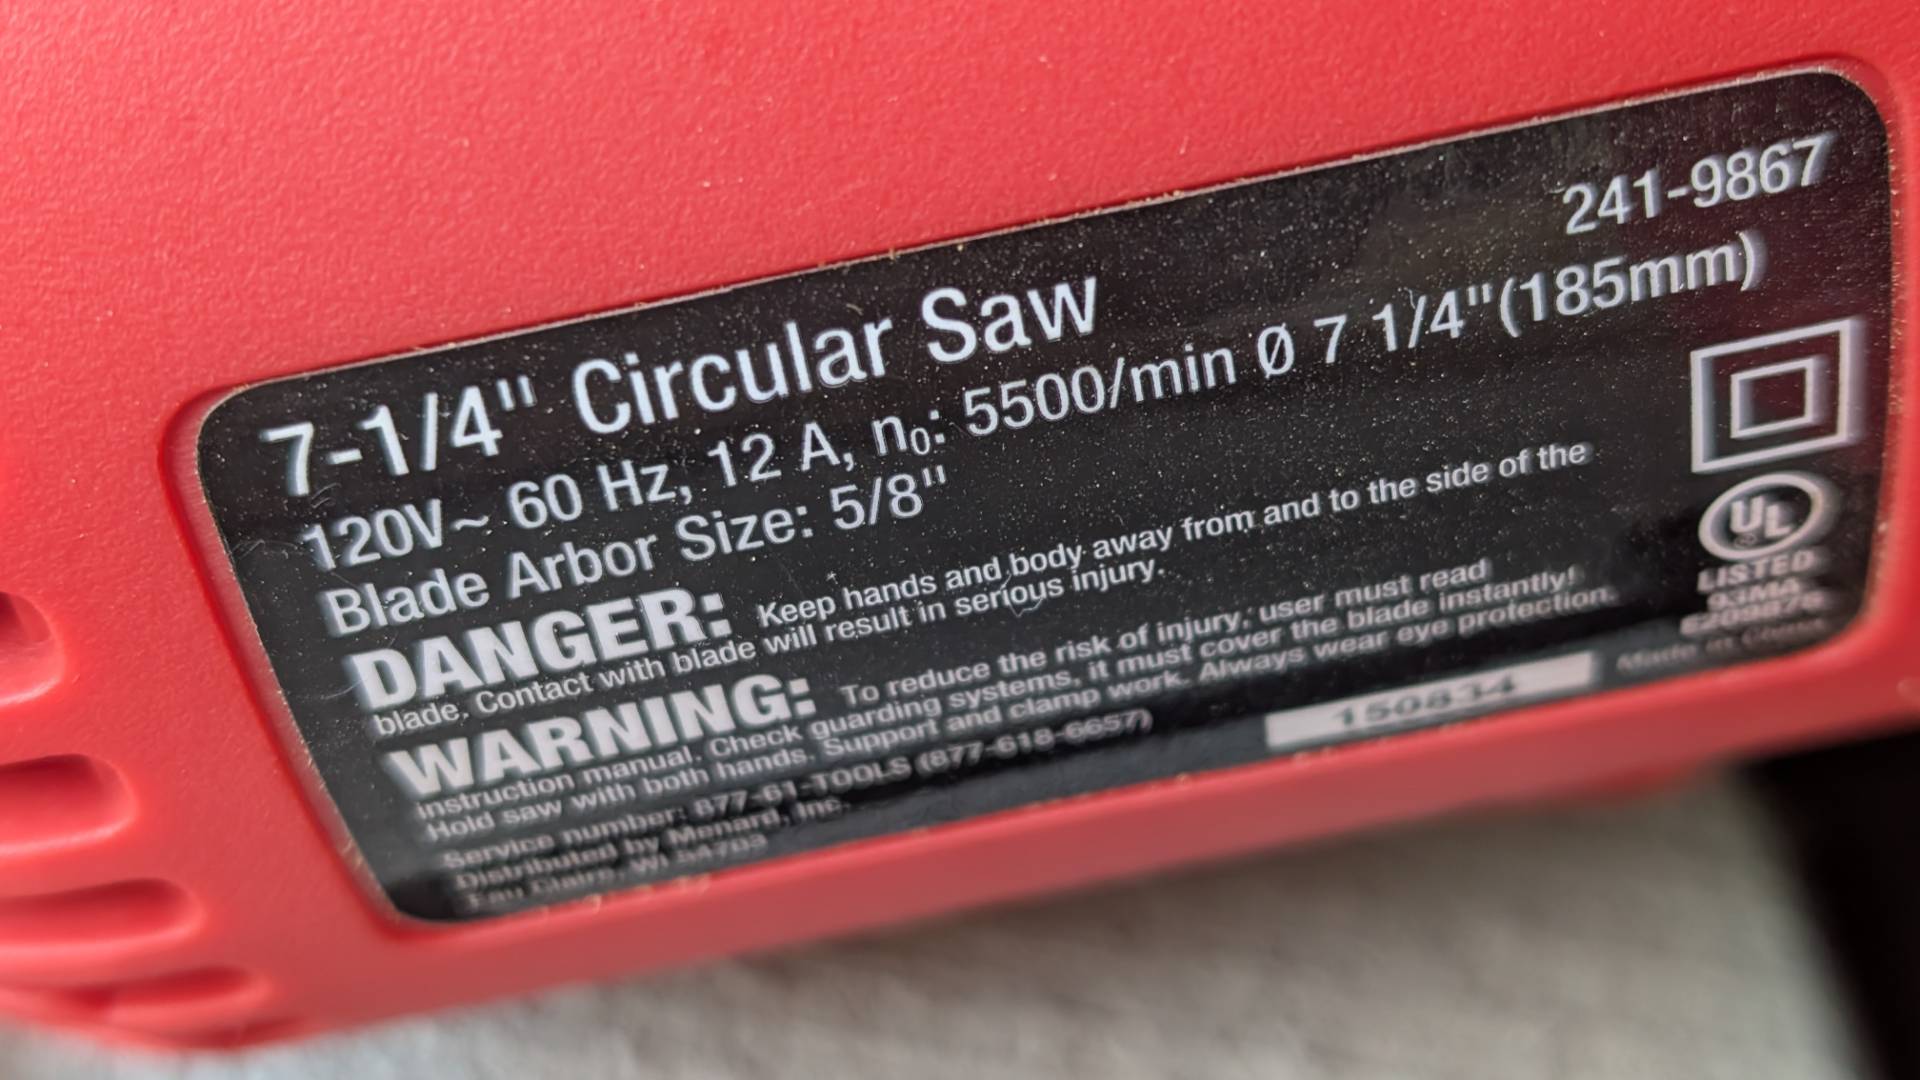 241-9867
7-1/4" Circular Saw
120V~ 60 Hz, 12 A, n₀: 5500/min Ø 7 1/4"(185mm)
Blade Arbor Size: 5/8"
DANGER: Keep hands and body away from and to the side of the
blade. Contact with blade will result in serious injury.
WARNING: To reduce the risk of injury, user must read
instruction manual. Check guarding systems, it must cover the blade instantly!
Hold saw with both hands. Support and clamp work. Always wear eye protection.
Service number: 877-61-TOOLS (877-618-6657)
Distributed by Menard, Inc.
Eau Claire, WI 54703
150834
UL
LISTED
93MA
Made in China